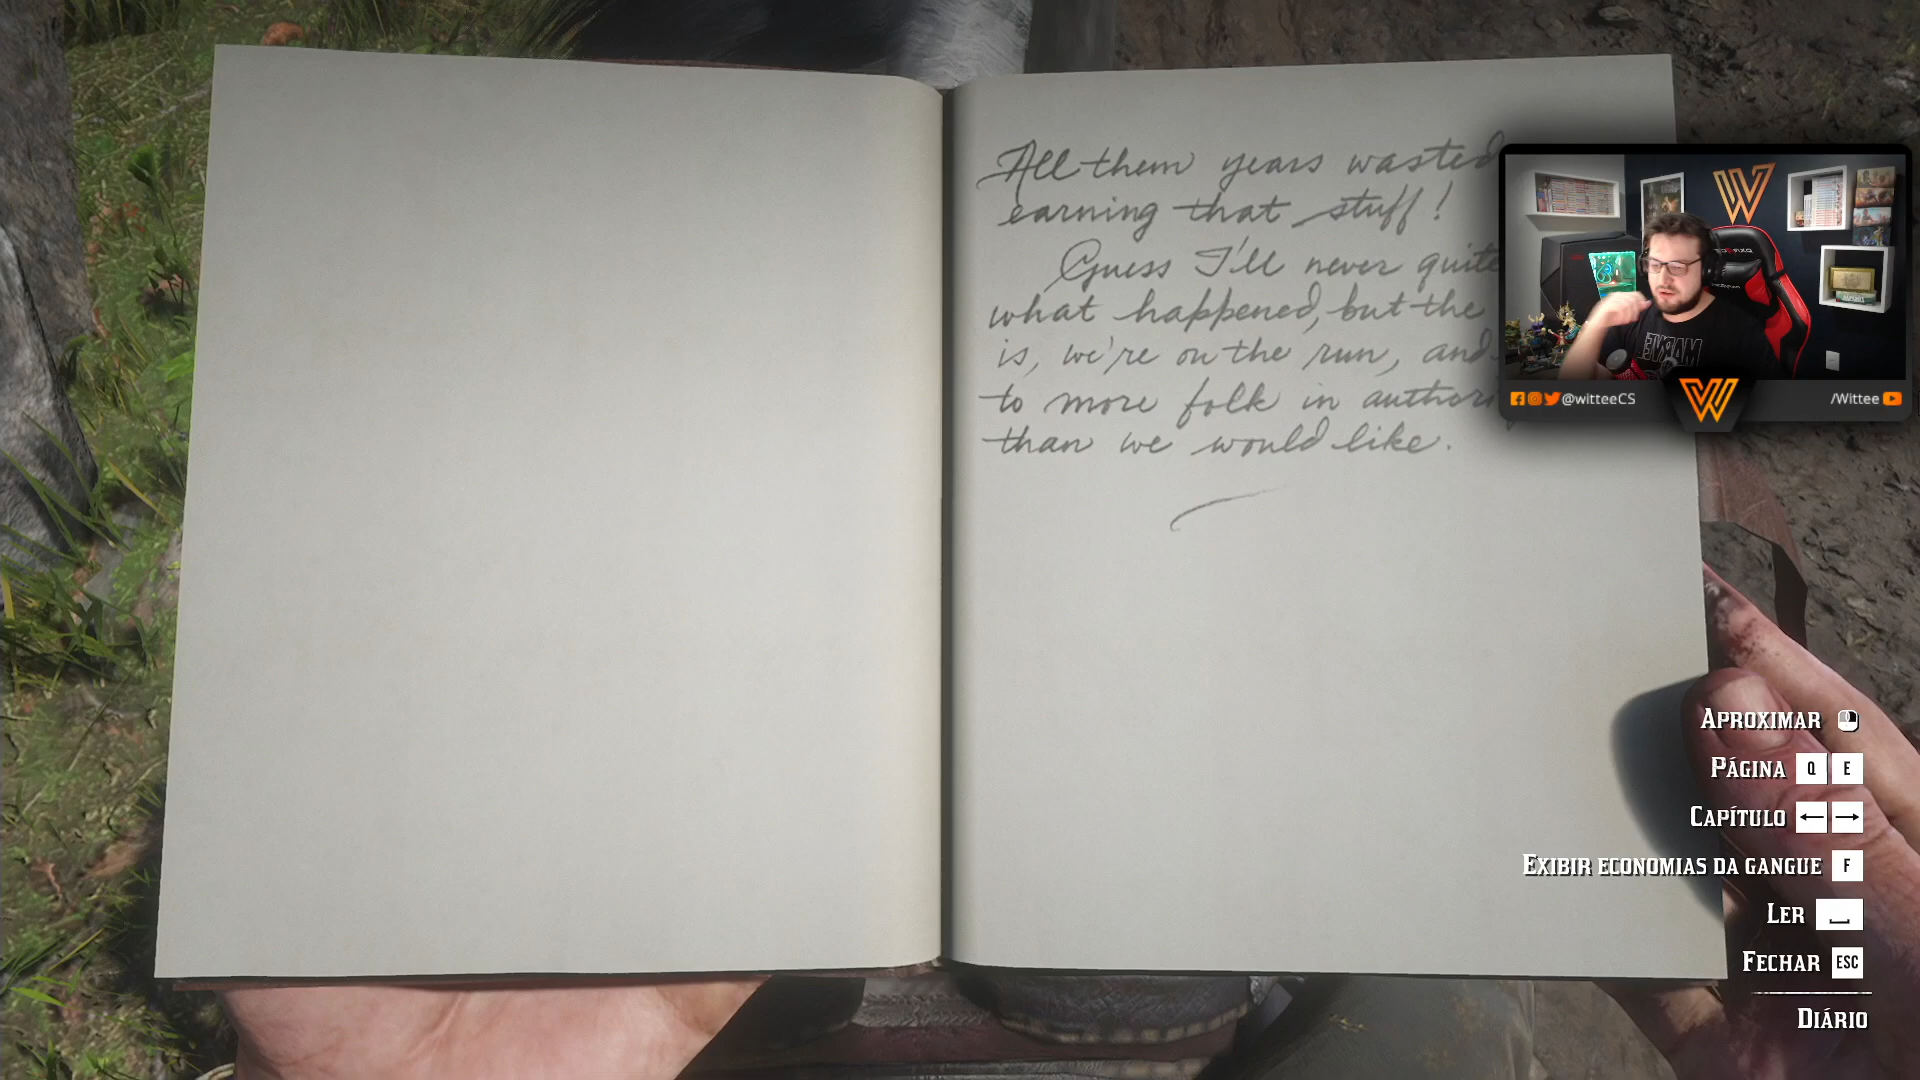 All them years wasted
earning that stuff!
Guess I'll never quite
what happened, but the
is, we're on the run, and
to more folk in authori
than we would like.
W
MARVEL
@witteeCS
/Wittee
APROXIMAR
PÁGINA Q E
CAPÍTULO ← →
EXIBIR ECONOMIAS DA GANGUE F
LER
FECHAR ESC
DIÁRIO